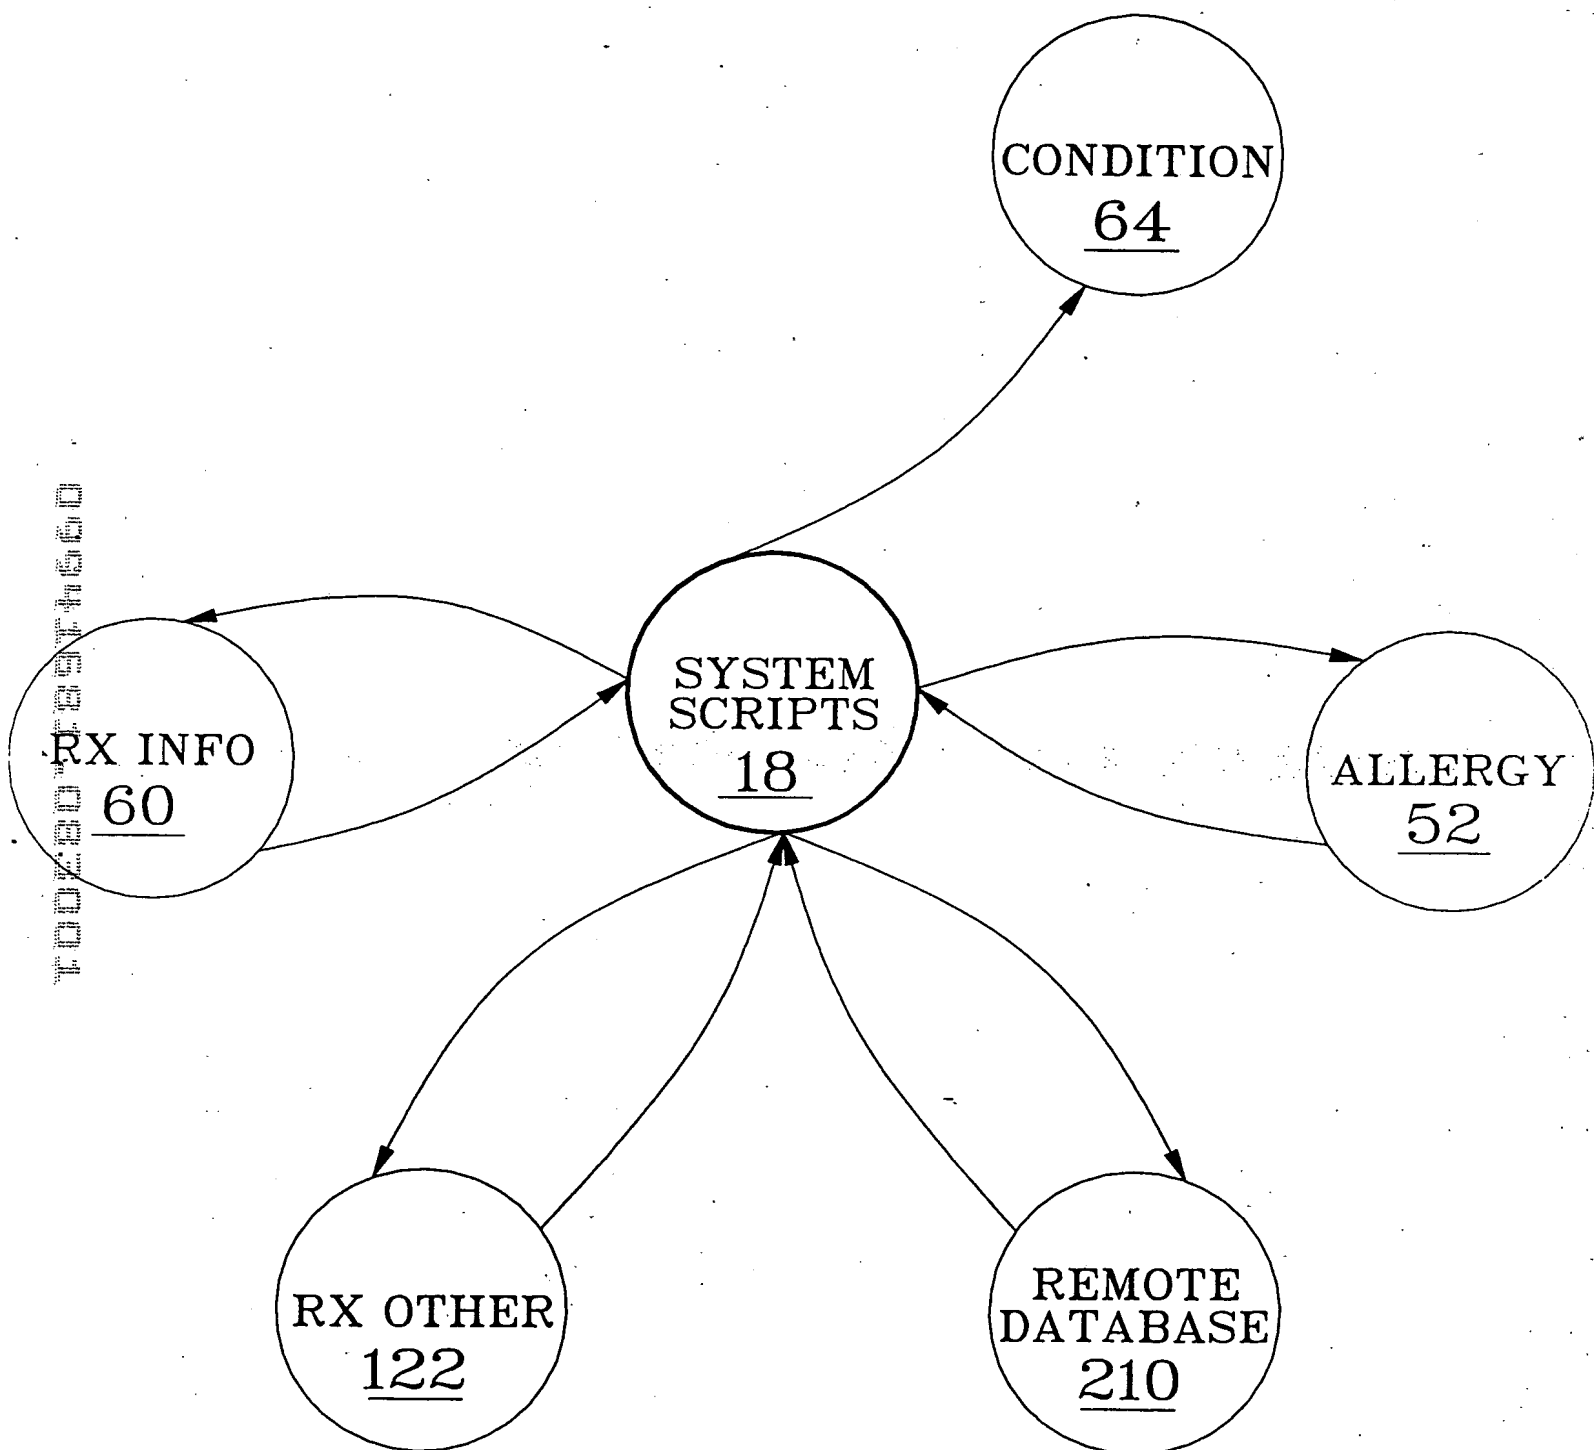 CONDITION
64
SYSTEM
SCRIPTS
18
RX INFO
60
ALLERGY
52
RX OTHER
122
REMOTE
DATABASE
210